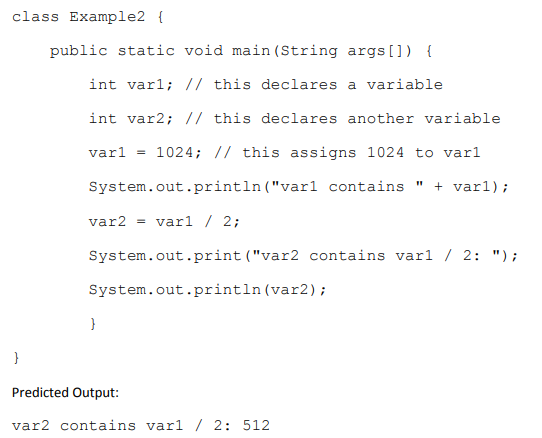 class Example2 {
public static void main(String args[]) {
int var1; // this declares a variable
int var2; // this declares another variable
var1 = 1024; // this assigns 1024 to var1
System.out.println("var1 contains " + var1);
var2 = var1 / 2;
System.out.print("var2 contains var1 / 2: ");
System.out.println(var2);
}
}
Predicted Output:
var2 contains var1 / 2: 512